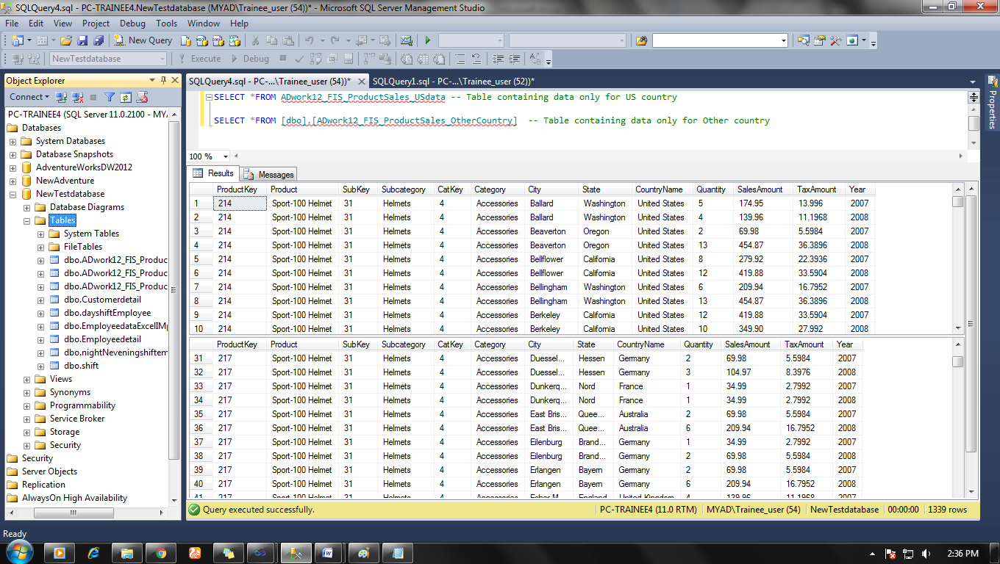 SQLQuery4.sql - PC-TRAINEE4.NewTestdatabase (MYAD\Trainee_user (54))* - Microsoft SQL Server Management Studio
File Edit View Project Debug Tools Window Help
New Query
NewTestdatabase Execute Debug
Object Explorer
Connect
PC-TRAINEE4 (SQL Server 11.0.2100 - MYA
Databases
System Databases
Database Snapshots
AdventureWorksDW2012
NewAdventure
NewTestdatabase
Database Diagrams
Tables
System Tables
FileTables
dbo.ADwork12_FIS_Produc
dbo.ADwork12_FIS_Produc
dbo.ADwork12_FIS_Produc
dbo.Customerdetail
dbo.dayshiftEmployee
dbo.EmployeedataExcelIMp
dbo.Employeedetail
dbo.nightNeveningshiftem
dbo.shift
Views
Synonyms
Programmability
Service Broker
Storage
Security
Security
Server Objects
Replication
AlwaysOn High Availability
SQLQuery4.sql - PC-...\Trainee_user (54))* SQLQuery1.sql - PC-...\Trainee_user (52))*
SELECT *FROM ADwork12_FIS_ProductSales_USdata -- Table containing data only for US country
SELECT *FROM [dbo].[ADwork12_FIS_ProductSales_OtherCountry] -- Table containing data only for Other country
100 %
Results Messages
ProductKey Product SubKey Subcategory CatKey Category City State CountryName Quantity SalesAmount TaxAmount Year
1 214 Sport-100 Helmet 31 Helmets 4 Accessories Ballard Washington United States 5 174.95 13.996 2007
2 214 Sport-100 Helmet 31 Helmets 4 Accessories Ballard Washington United States 4 139.96 11.1968 2008
3 214 Sport-100 Helmet 31 Helmets 4 Accessories Beaverton Oregon United States 2 69.98 5.5984 2007
4 214 Sport-100 Helmet 31 Helmets 4 Accessories Beaverton Oregon United States 13 454.87 36.3896 2008
5 214 Sport-100 Helmet 31 Helmets 4 Accessories Bellflower California United States 8 279.92 22.3936 2007
6 214 Sport-100 Helmet 31 Helmets 4 Accessories Bellflower California United States 12 419.88 33.5904 2008
7 214 Sport-100 Helmet 31 Helmets 4 Accessories Bellingham Washington United States 6 209.94 16.7952 2007
8 214 Sport-100 Helmet 31 Helmets 4 Accessories Bellingham Washington United States 13 454.87 36.3896 2008
9 214 Sport-100 Helmet 31 Helmets 4 Accessories Berkeley California United States 12 419.88 33.5904 2007
10 214 Sport-100 Helmet 31 Helmets 4 Accessories Berkeley California United States 10 349.90 27.992 2008
ProductKey Product SubKey Subcategory CatKey Category City State CountryName Quantity SalesAmount TaxAmount Year
31 217 Sport-100 Helmet 31 Helmets 4 Accessories Duessel... Hessen Germany 2 69.98 5.5984 2007
32 217 Sport-100 Helmet 31 Helmets 4 Accessories Duessel... Hessen Germany 3 104.97 8.3976 2008
33 217 Sport-100 Helmet 31 Helmets 4 Accessories Dunkerq... Nord France 1 34.99 2.7992 2007
34 217 Sport-100 Helmet 31 Helmets 4 Accessories Dunkerq... Nord France 1 34.99 2.7992 2008
35 217 Sport-100 Helmet 31 Helmets 4 Accessories East Bris... Quee... Australia 2 69.98 5.5984 2007
36 217 Sport-100 Helmet 31 Helmets 4 Accessories East Bris... Quee... Australia 6 209.94 16.7952 2008
37 217 Sport-100 Helmet 31 Helmets 4 Accessories Eilenburg Brand... Germany 1 34.99 2.7992 2007
38 217 Sport-100 Helmet 31 Helmets 4 Accessories Eilenburg Brand... Germany 2 69.98 5.5984 2008
39 217 Sport-100 Helmet 31 Helmets 4 Accessories Erlangen Bayern Germany 2 69.98 5.5984 2007
40 217 Sport-100 Helmet 31 Helmets 4 Accessories Erlangen Bayern Germany 6 209.94 16.7952 2008
41 217 Sport-100 Helmet 31 Helmets 4 Accessories England United Kingdom 4 139.96 11.1968 2007
Query executed successfully. PC-TRAINEE4 (11.0 RTM) MYAD\Trainee_user (54) NewTestdatabase 00:00:00 1339 rows
Properties
Ready
2:36 PM